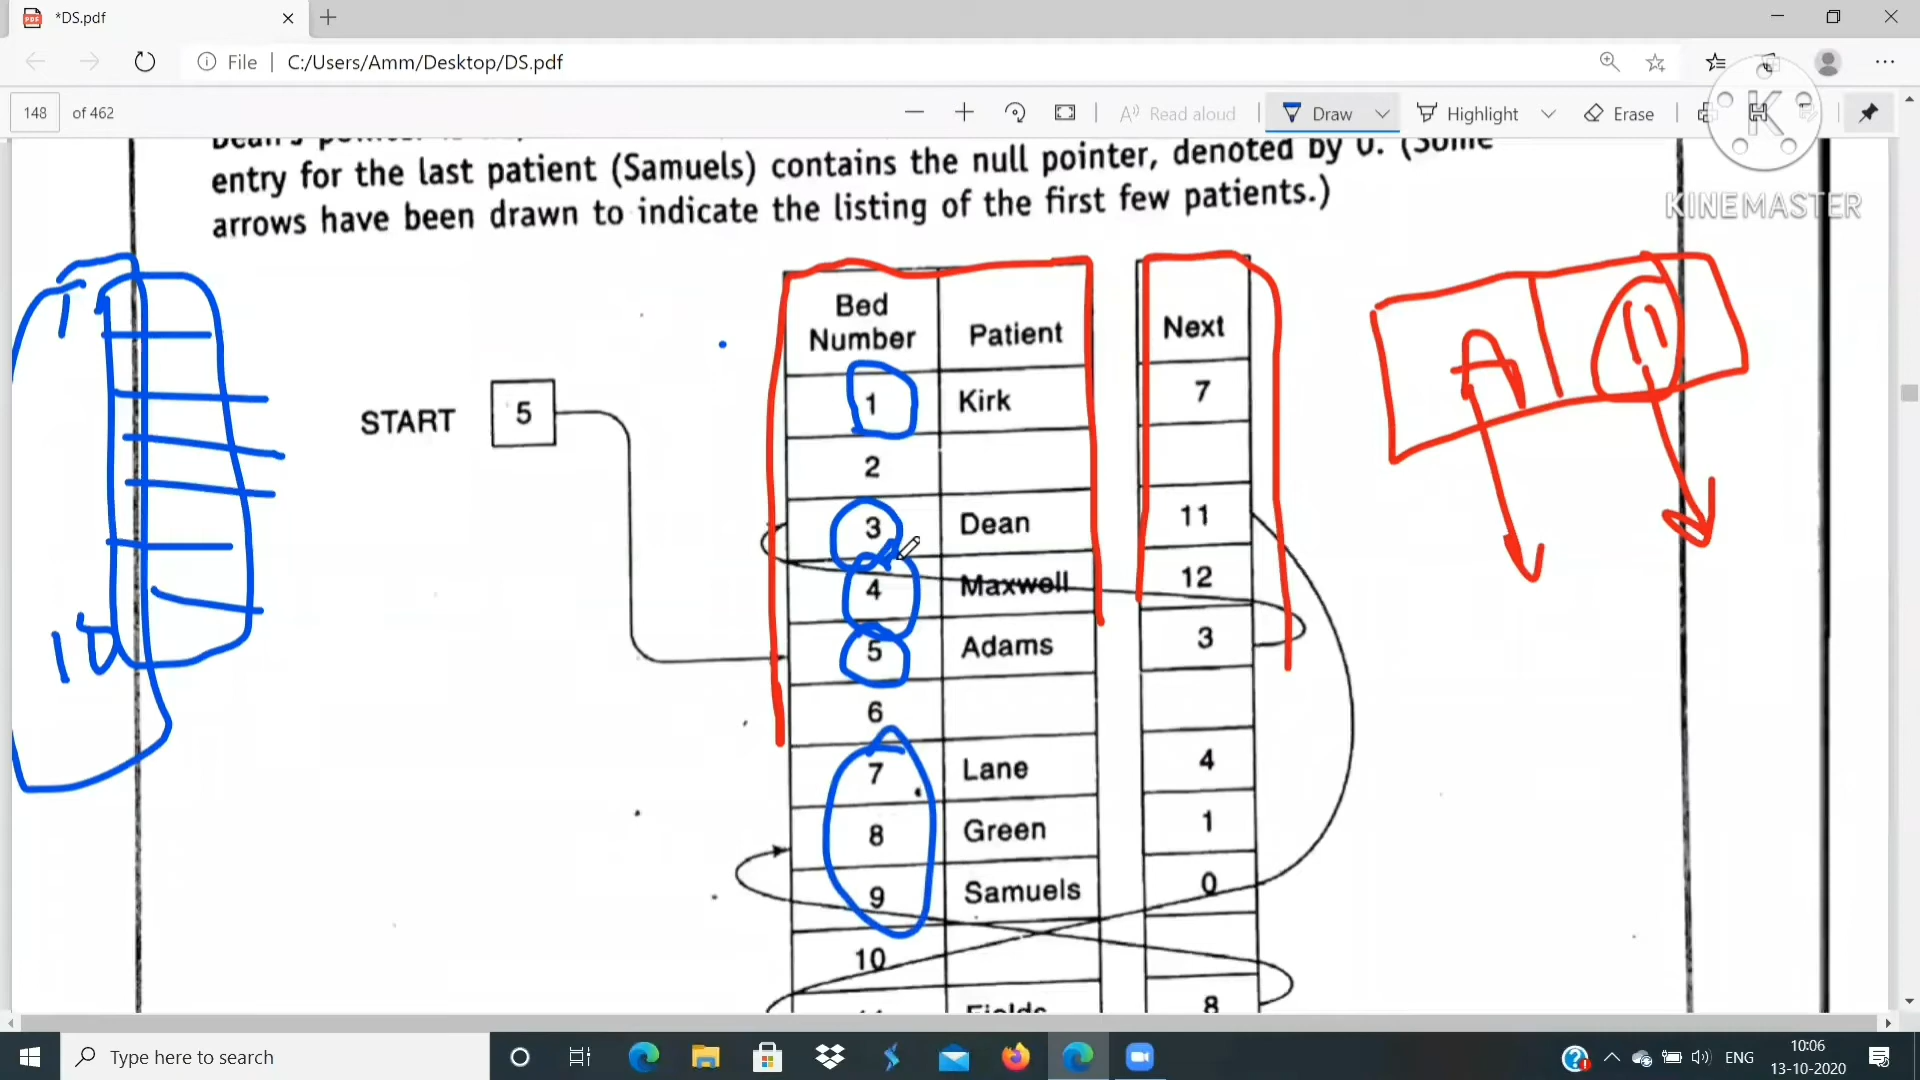 *DS.pdf
File | C:/Users/Amm/Desktop/DS.pdf
148 of 462 Read aloud Draw Highlight Erase
K
KINEMASTER
entry for the last patient (Samuels) contains the null pointer, denoted by 0. (Some
arrows have been drawn to indicate the listing of the first few patients.)
Bed Number Patient Next
START 5
1 Kirk 7
2
3 Dean 11
4 Maxwell 12
5 Adams 3
6
7 Lane 4
8 Green 1
9 Samuels 0
10
8
1
10
A 11
Type here to search
ENG
10:06
13-10-2020